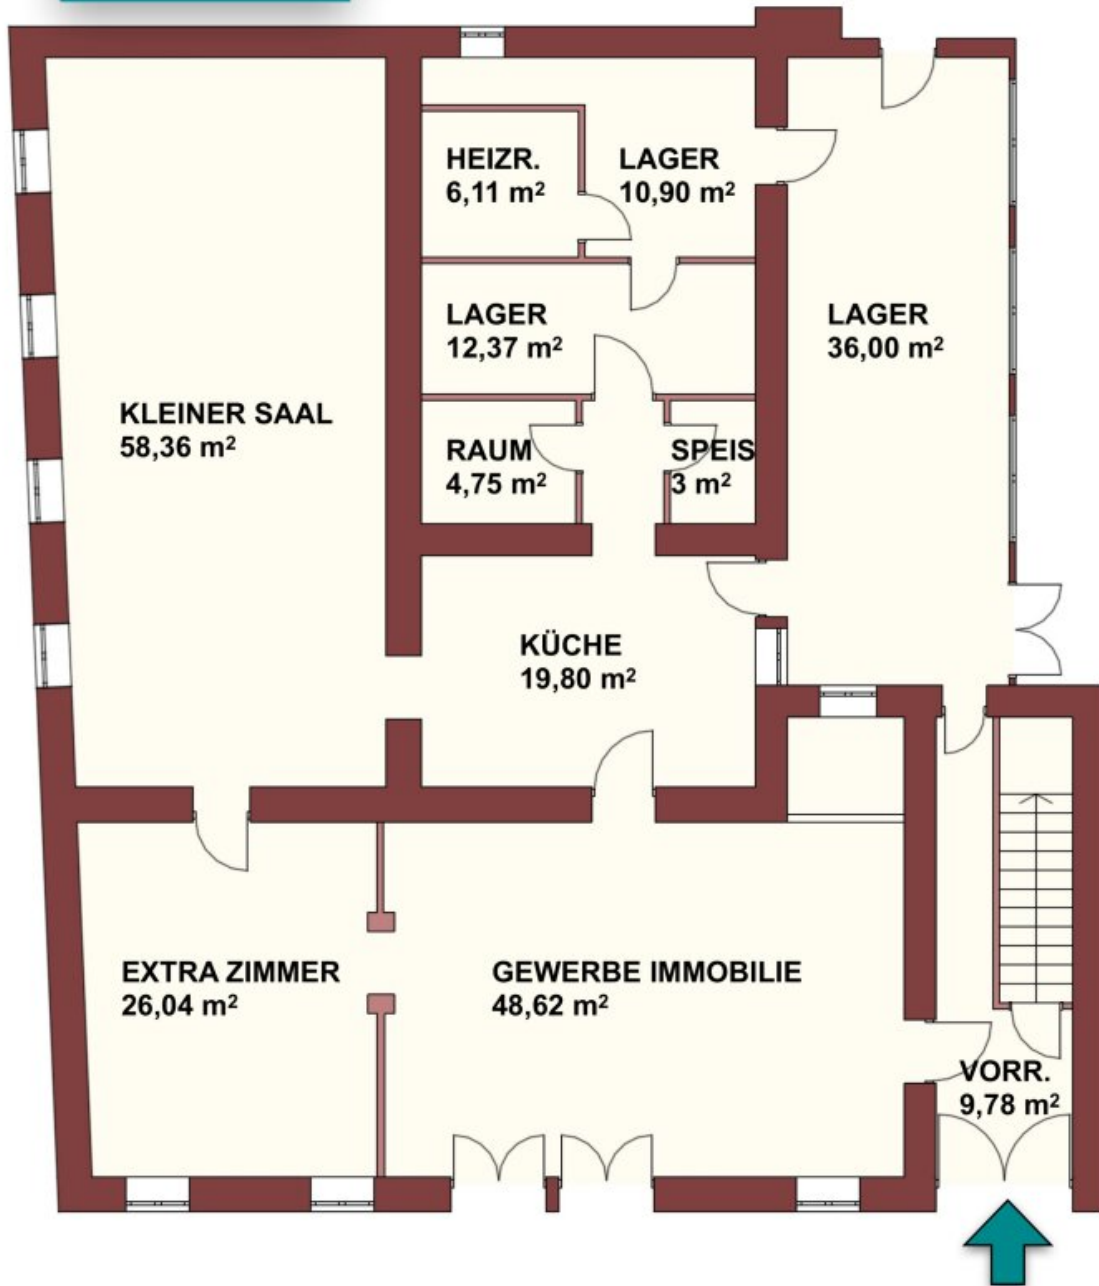 HEIZR.
6,11 m²
LAGER
10,90 m²
LAGER
12,37 m²
LAGER
36,00 m²
KLEINER SAAL
58,36 m²
RAUM
4,75 m²
SPEIS
3 m²
KÜCHE
19,80 m²
EXTRA ZIMMER
26,04 m²
GEWERBE IMMOBILIE
48,62 m²
VORR.
9,78 m²